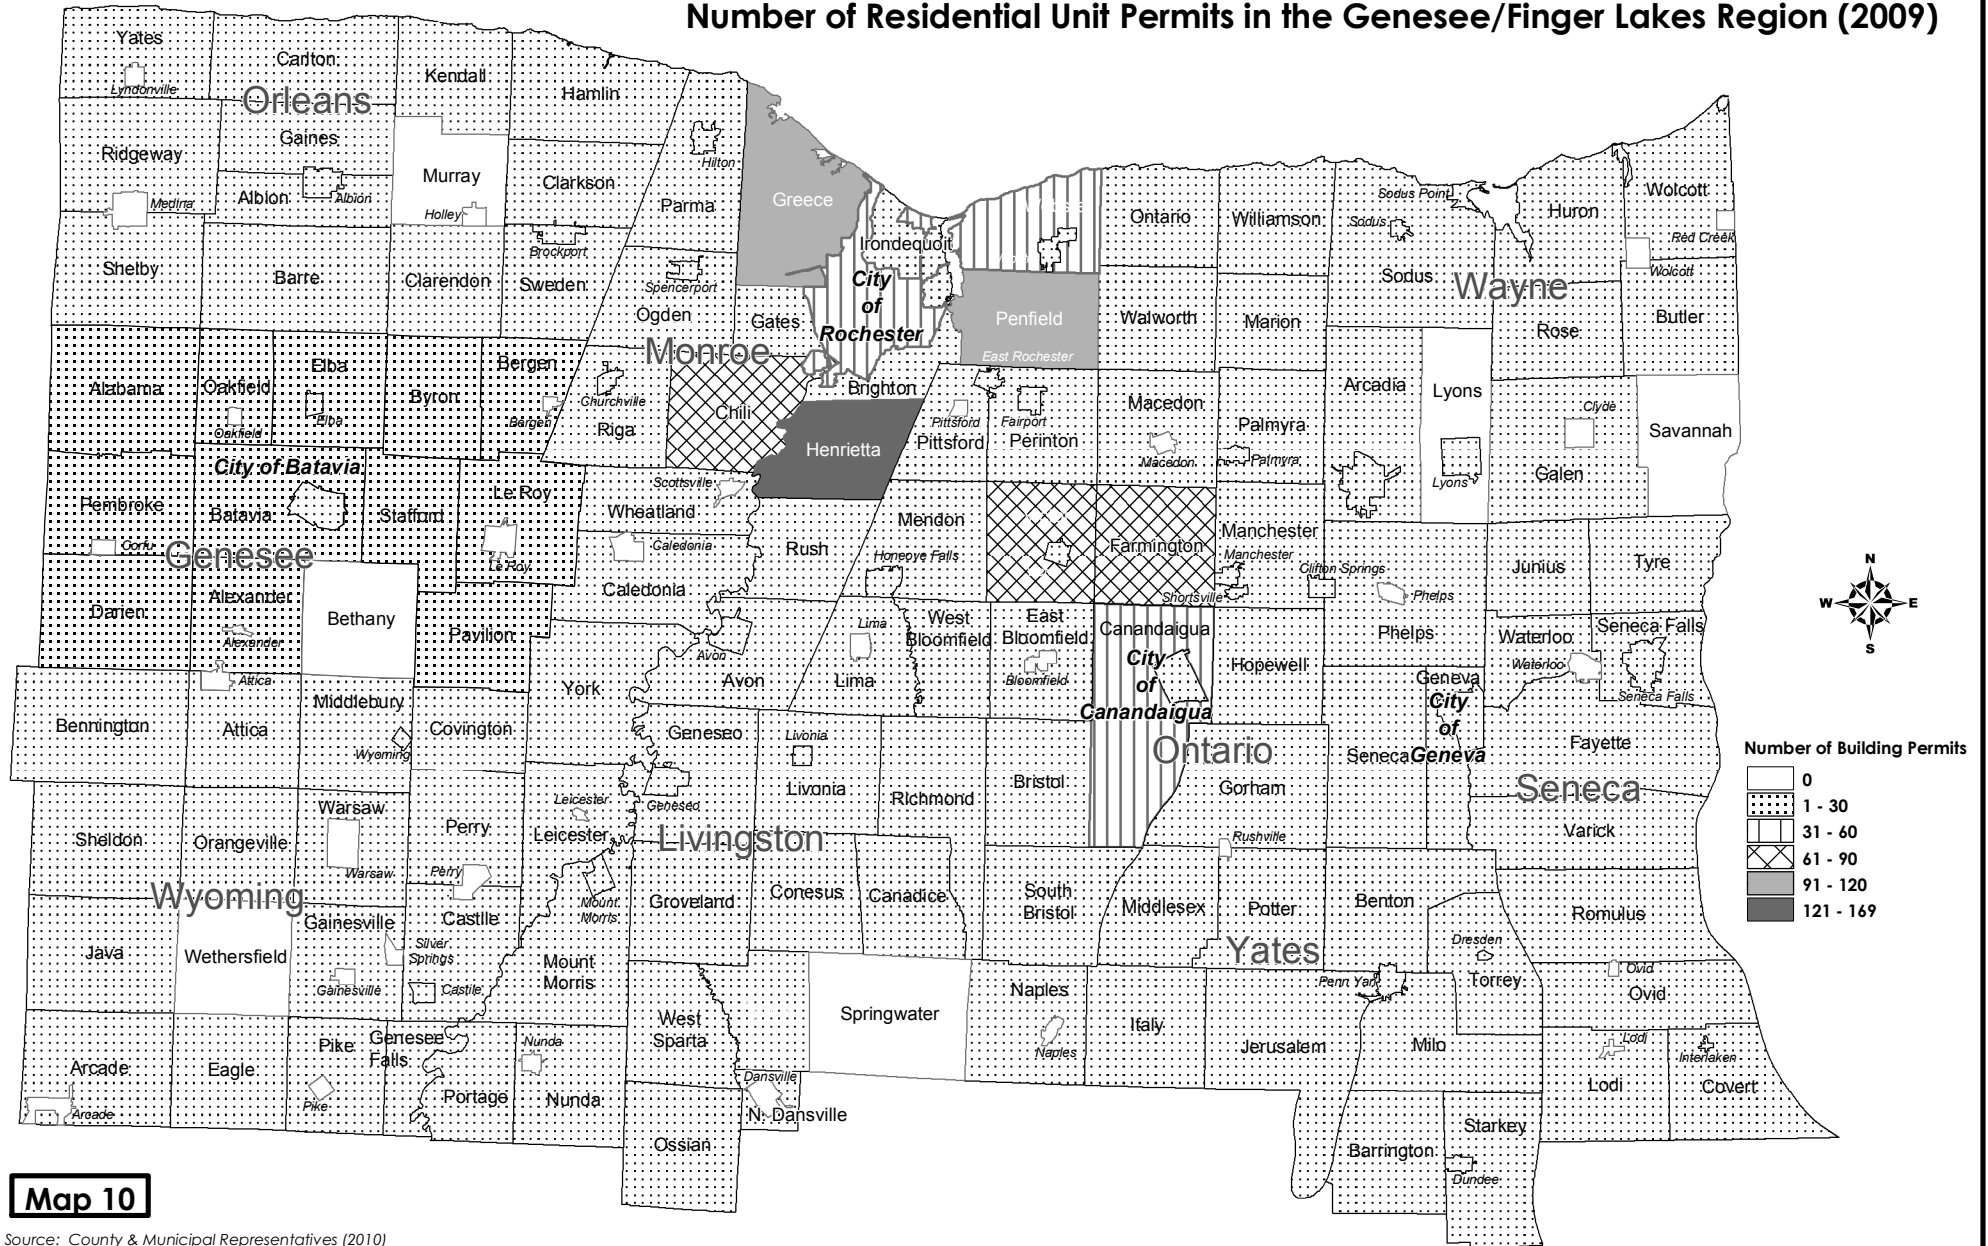 Number of Residential Unit Permits in the Genesee/Finger Lakes Region (2009)
Yates
Lyndonville
Carlton
Kendall
Hamlin
Orleans
Gaines
Ridgeway
Medina
Albion
Albion
Murray
Holley
Clarkson
Hilton
Parma
Greece
Brockport
Shelby
Barre
Clarendon
Sweden
Spencerport
Ogden
Gates
Irondequoit
City
of
Rochester
Penfield
East Rochester
Ontario
Williamson
Sodus Point
Sodus
Sodus
Huron
Wolcott
Red Creek
Wolcott
Wayne
Walworth
Marion
Rose
Butler
Monroe
Alabama
Oakfield
Oakfield
Elba
Elba
Byron
Bergen
Bergen
Churchville
Riga
Chili
Brighton
Henrietta
Pittsford
Pittsford
Fairport
Perinton
Macedon
Macedon
Palmyra
Palmyra
Arcadia
Lyons
Lyons
Clyde
Galen
Savannah
City of Batavia
Pembroke
Corfu
Batavia
Stafford
Le Roy
Le Roy
Scottsville
Wheatland
Caledonia
Caledonia
Rush
Mendon
Honeoye Falls
Farmington
Manchester
Manchester
Shortsville
Clifton Springs
Phelps
Phelps
Junius
Tyre
Genesee
Darien
Alexander
Alexander
Bethany
Pavilion
Avon
Avon
Lima
Lima
West
Bloomfield
East
Bloomfield
Bloomfield
Canandaigua
City
of
Canandaigua
Hopewell
Waterloo
Waterloo
Seneca Falls
Seneca Falls
Geneva
City
of
Geneva
Attica
Bennington
Attica
Middlebury
Wyoming
Covington
York
Geneseo
Geneseo
Livonia
Livonia
Richmond
Bristol
Ontario
Gorham
Rushville
Seneca
Fayette
Seneca
Varick
Sheldon
Orangeville
Warsaw
Warsaw
Perry
Perry
Leicester
Leicester
Livingston
Wyoming
Gainesville
Gainesville
Castile
Castile
Silver
Springs
Mount
Morris
Mount
Morris
Groveland
Conesus
Canadice
South
Bristol
Middlesex
Potter
Benton
Romulus
Java
Wethersfield
Yates
Dresden
Torrey
Penn Yan
Ovid
Ovid
Arcade
Arcade
Eagle
Pike
Pike
Genesee
Falls
Portage
Nunda
Nunda
West
Sparta
Springwater
Naples
Naples
Italy
Jerusalem
Milo
Lodi
Lodi
Interlaken
Covert
Dansville
N. Dansville
Ossian
Barrington
Starkey
Dundee
N
W
E
S
Number of Building Permits
0
1 - 30
31 - 60
61 - 90
91 - 120
121 - 169
Map 10
Source: County & Municipal Representatives (2010)